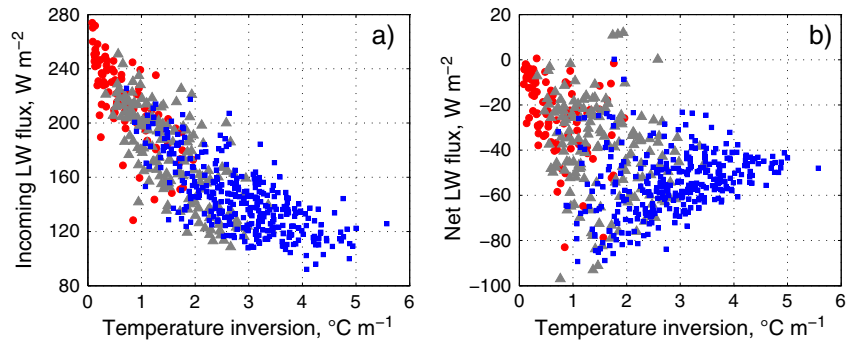 a)
Incoming LW flux, W m⁻²
280
240
200
160
120
80
0 1 2 3 4 5 6
Temperature inversion, °C m⁻¹
b)
Net LW flux, W m⁻²
20
0
−20
−40
−60
−80
−100
0 1 2 3 4 5 6
Temperature inversion, °C m⁻¹